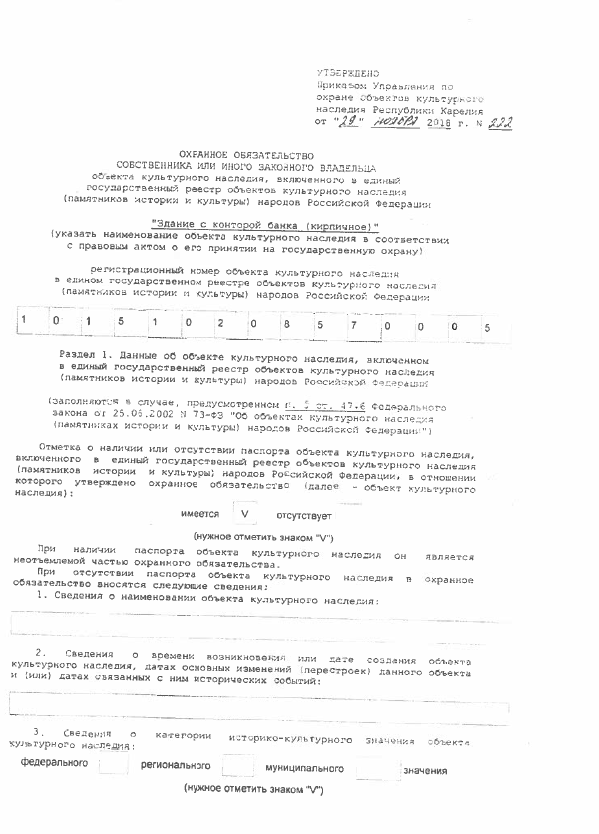 УТВЕРЖДЕНО
Приказом Управления по
охране объектов культурного
наследия Республики Карелия
от "29" ноября 2018 г. N 222
ОХРАННОЕ ОБЯЗАТЕЛЬСТВО
СОБСТВЕННИКА ИЛИ ИНОГО ЗАКОННОГО ВЛАДЕЛЬЦА
объекта культурного наследия, включенного в единый
государственный реестр объектов культурного наследия
(памятников истории и культуры) народов Российской Федерации
"Здание с конторой банка (кирпичное)"
(указать наименование объекта культурного наследия в соответствии
с правовым актом о его принятии на государственную охрану)
регистрационный номер объекта культурного наследия
в едином государственном реестре объектов культурного наследия
(памятников истории и культуры) народов Российской Федерации
1 0 1 5 1 0 2 0 8 5 7 0 0 0 5
Раздел 1. Данные об объекте культурного наследия, включенном
в единый государственный реестр объектов культурного наследия
(памятников истории и культуры) народов Российской Федерации
(заполняются в случае, предусмотренном п. 5 ст. 47.6 Федерального
закона от 25.06.2002 N 73-ФЗ "Об объектах культурного наследия
(памятниках истории и культуры) народов Российской Федерации")
Отметка о наличии или отсутствии паспорта объекта культурного наследия,
включенного в единый государственный реестр объектов культурного наследия
(памятников истории и культуры) народов Российской Федерации, в отношении
которого утверждено охранное обязательство (далее - объект культурного
наследия):
имеется V отсутствует
(нужное отметить знаком "V")
При наличии паспорта объекта культурного наследия он является
неотъемлемой частью охранного обязательства.
При отсутствии паспорта объекта культурного наследия в охранное
обязательство вносятся следующие сведения:
1. Сведения о наименовании объекта культурного наследия:
2. Сведения о времени возникновения или дате создания объекта
культурного наследия, датах основных изменений (перестроек) данного объекта
и (или) датах связанных с ним исторических событий:
3. Сведения о категории историко-культурного значения объекта
культурного наследия:
федерального регионального муниципального значения
(нужное отметить знаком "V")